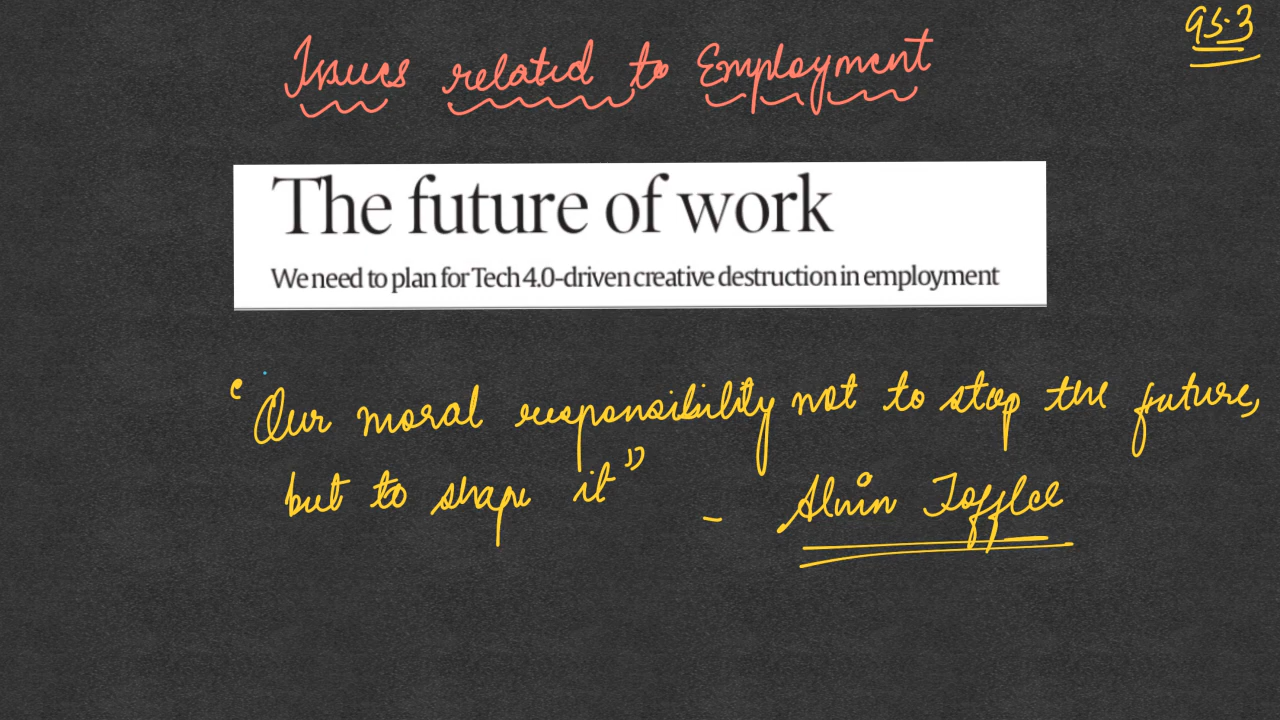 GS.3
Issues related to Employment
The future of work
We need to plan for Tech 4.0-driven creative destruction in employment
"Our moral responsibility not to stop the future,
but to shape it" - Alvin Toffler